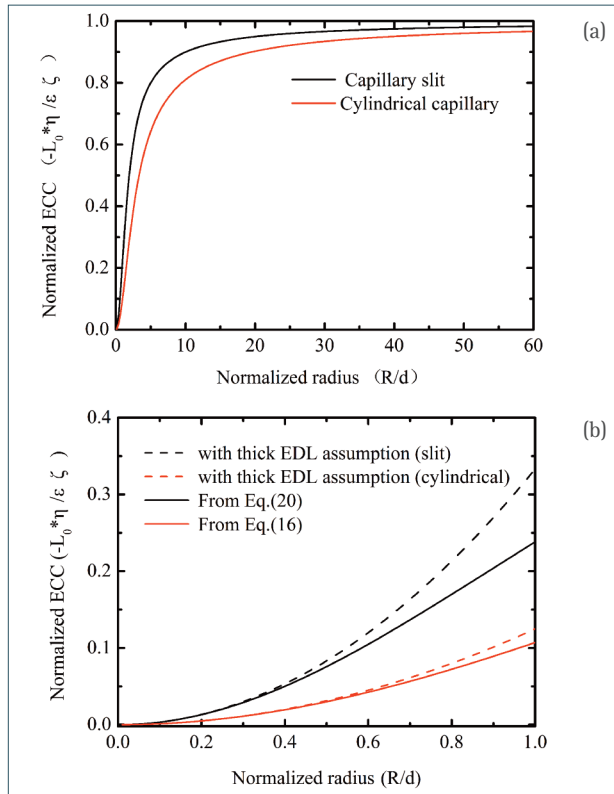 (a)
Normalized ECC (-L_0*η/ε ζ)
1.0
0.8
0.6
0.4
0.2
0.0
Capillary slit
Cylindrical capillary
0 10 20 30 40 50 60
Normalized radius (R/d)
(b)
Normalized ECC (-L_0*η/ε ζ)
0.4
0.3
0.2
0.1
0.0
with thick EDL assumption (slit)
with thick EDL assumption (cylindrical)
From Eq.(20)
From Eq.(16)
0.0 0.2 0.4 0.6 0.8 1.0
Normalized radius (R/d)